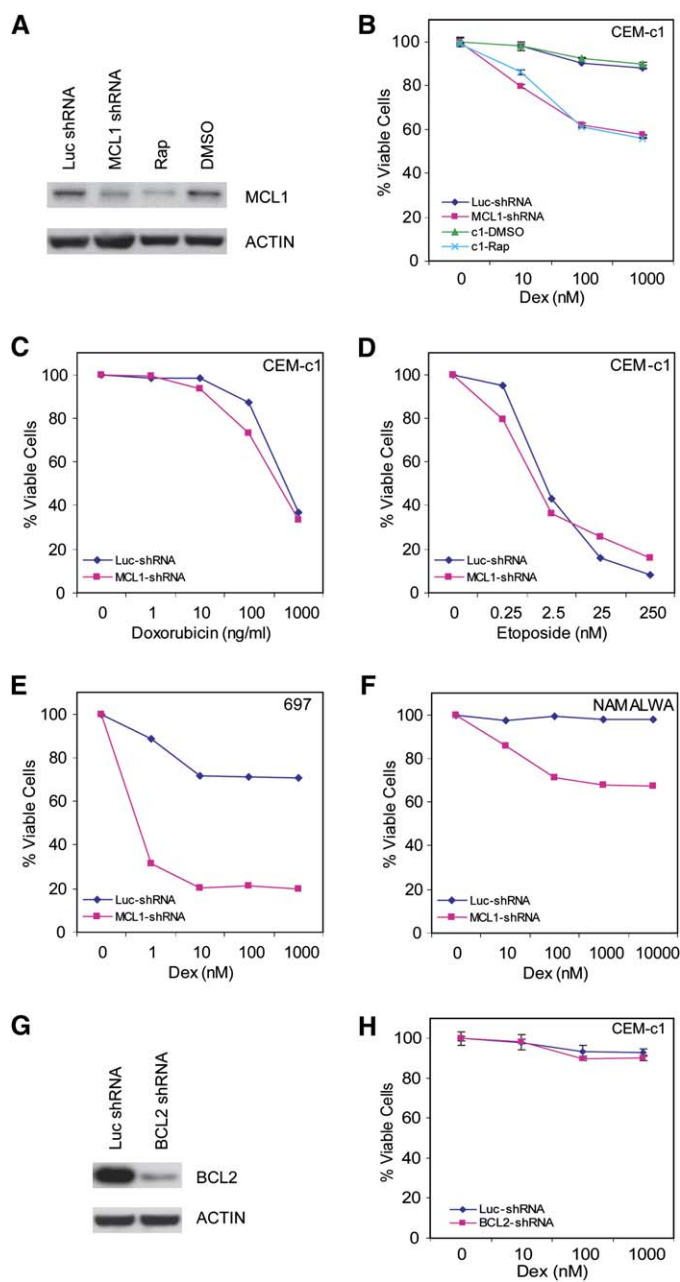 A
Luc shRNA
MCL1 shRNA
Rap
DMSO
MCL1
ACTIN
B
CEM-c1
% Viable Cells
100
80
60
40
20
0
Luc-shRNA
MCL1-shRNA
c1-DMSO
c1-Rap
0 10 100 1000
Dex (nM)
C
CEM-c1
% Viable Cells
100
80
60
40
20
0
Luc-shRNA
MCL1-shRNA
0 1 10 100 1000
Doxorubicin (ng/ml)
D
CEM-c1
% Viable Cells
100
80
60
40
20
0
Luc-shRNA
MCL1-shRNA
0 0.25 2.5 25 250
Etoposide (nM)
E
697
% Viable Cells
100
80
60
40
20
0
Luc-shRNA
MCL1-shRNA
0 1 10 100 1000
Dex (nM)
F
NAMALWA
% Viable Cells
100
80
60
40
20
0
Luc-shRNA
MCL1-shRNA
0 10 100 1000 10000
Dex (nM)
G
Luc shRNA
BCL2 shRNA
BCL2
ACTIN
H
CEM-c1
% Viable Cells
100
80
60
40
20
0
Luc-shRNA
BCL2-shRNA
0 10 100 1000
Dex (nM)